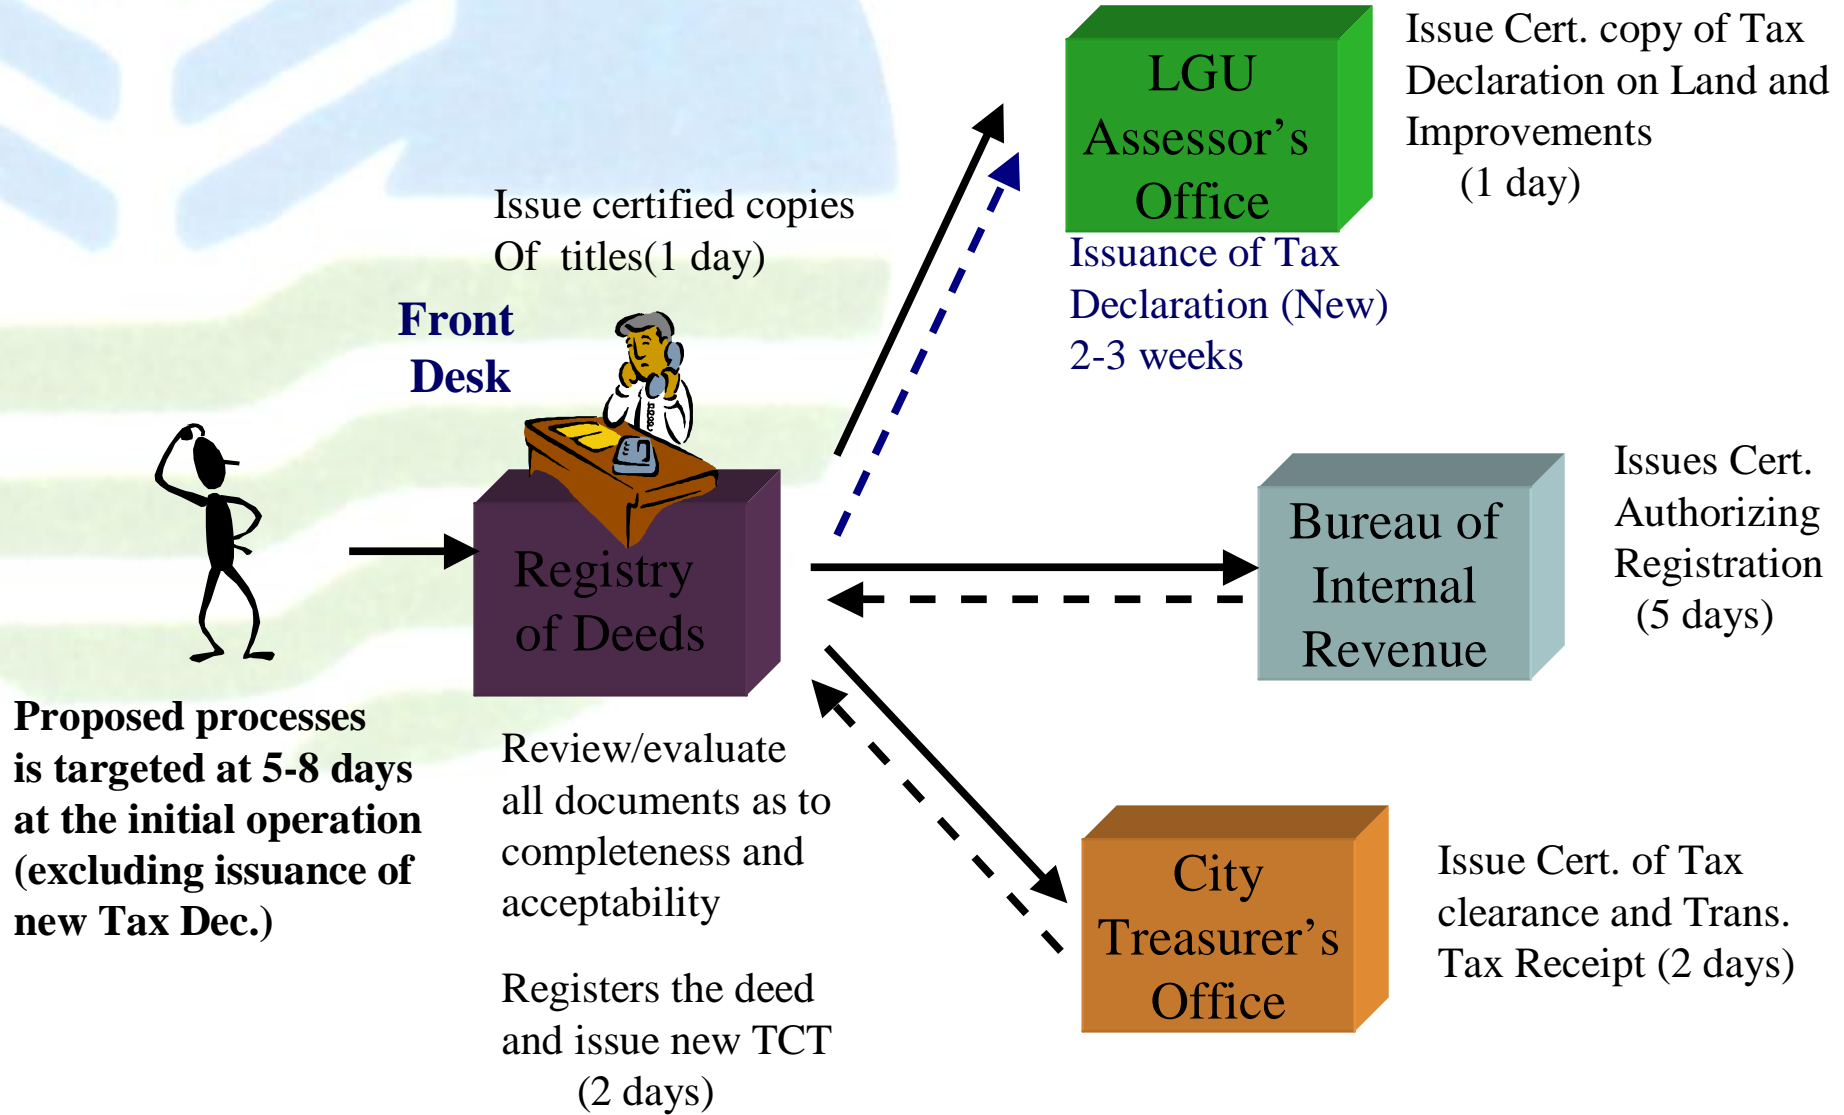 Issue certified copies
Of titles(1 day)
Front
Desk
Registry
of Deeds
Proposed processes
is targeted at 5-8 days
at the initial operation
(excluding issuance of
new Tax Dec.)
Review/evaluate
all documents as to
completeness and
acceptability
Registers the deed
and issue new TCT
(2 days)
LGU
Assessor’s
Office
Issue Cert. copy of Tax
Declaration on Land and
Improvements
(1 day)
Issuance of Tax
Declaration (New)
2-3 weeks
Bureau of
Internal
Revenue
Issues Cert.
Authorizing
Registration
(5 days)
City
Treasurer’s
Office
Issue Cert. of Tax
clearance and Trans.
Tax Receipt (2 days)